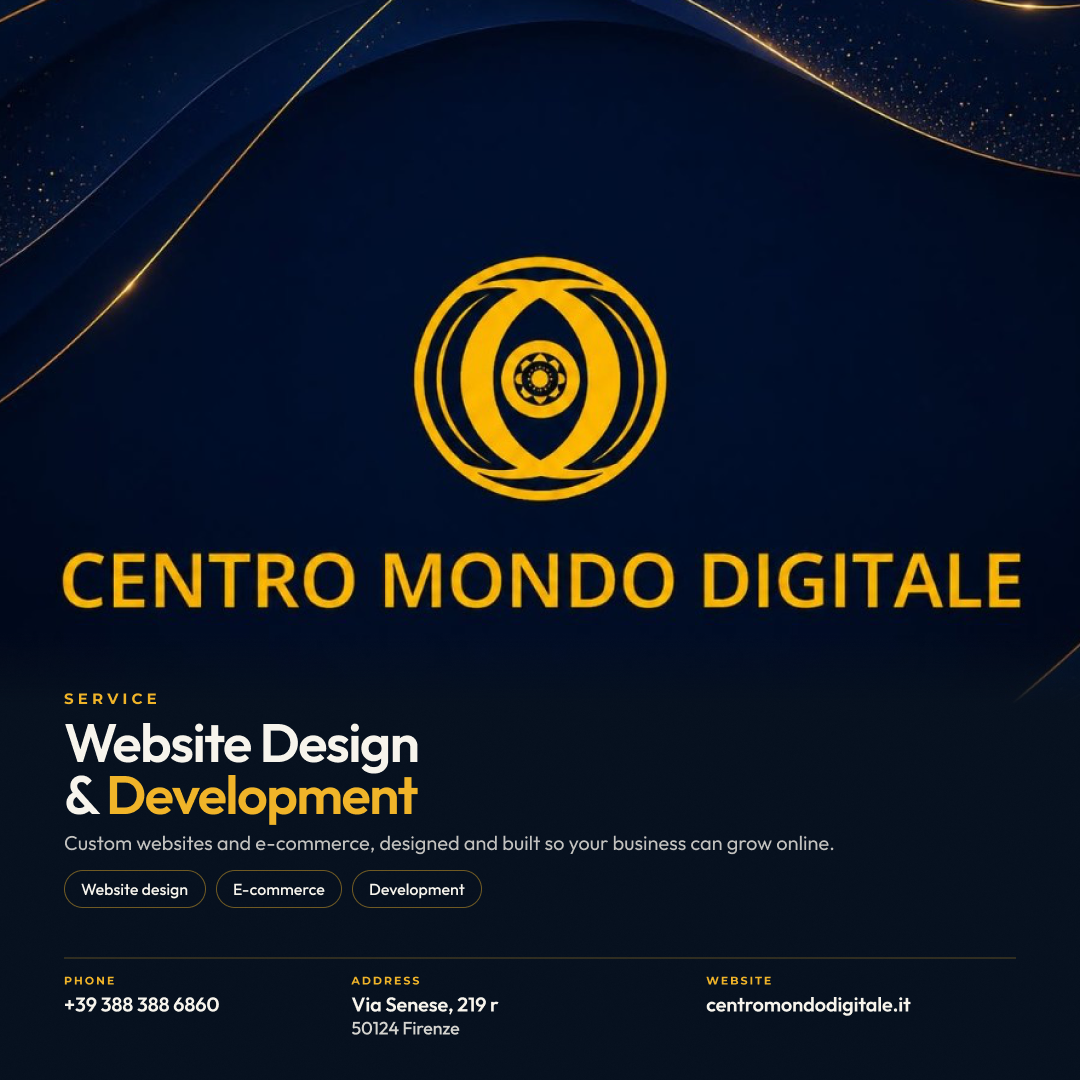 CENTRO MONDO DIGITALE
SERVICE
Website Design
& Development
Custom websites and e-commerce, designed and built so your business can grow online.
Website design
E-commerce
Development
PHONE
+39 388 388 6860
ADDRESS
Via Senese, 219 r
50124 Firenze
WEBSITE
centromondodigitale.it